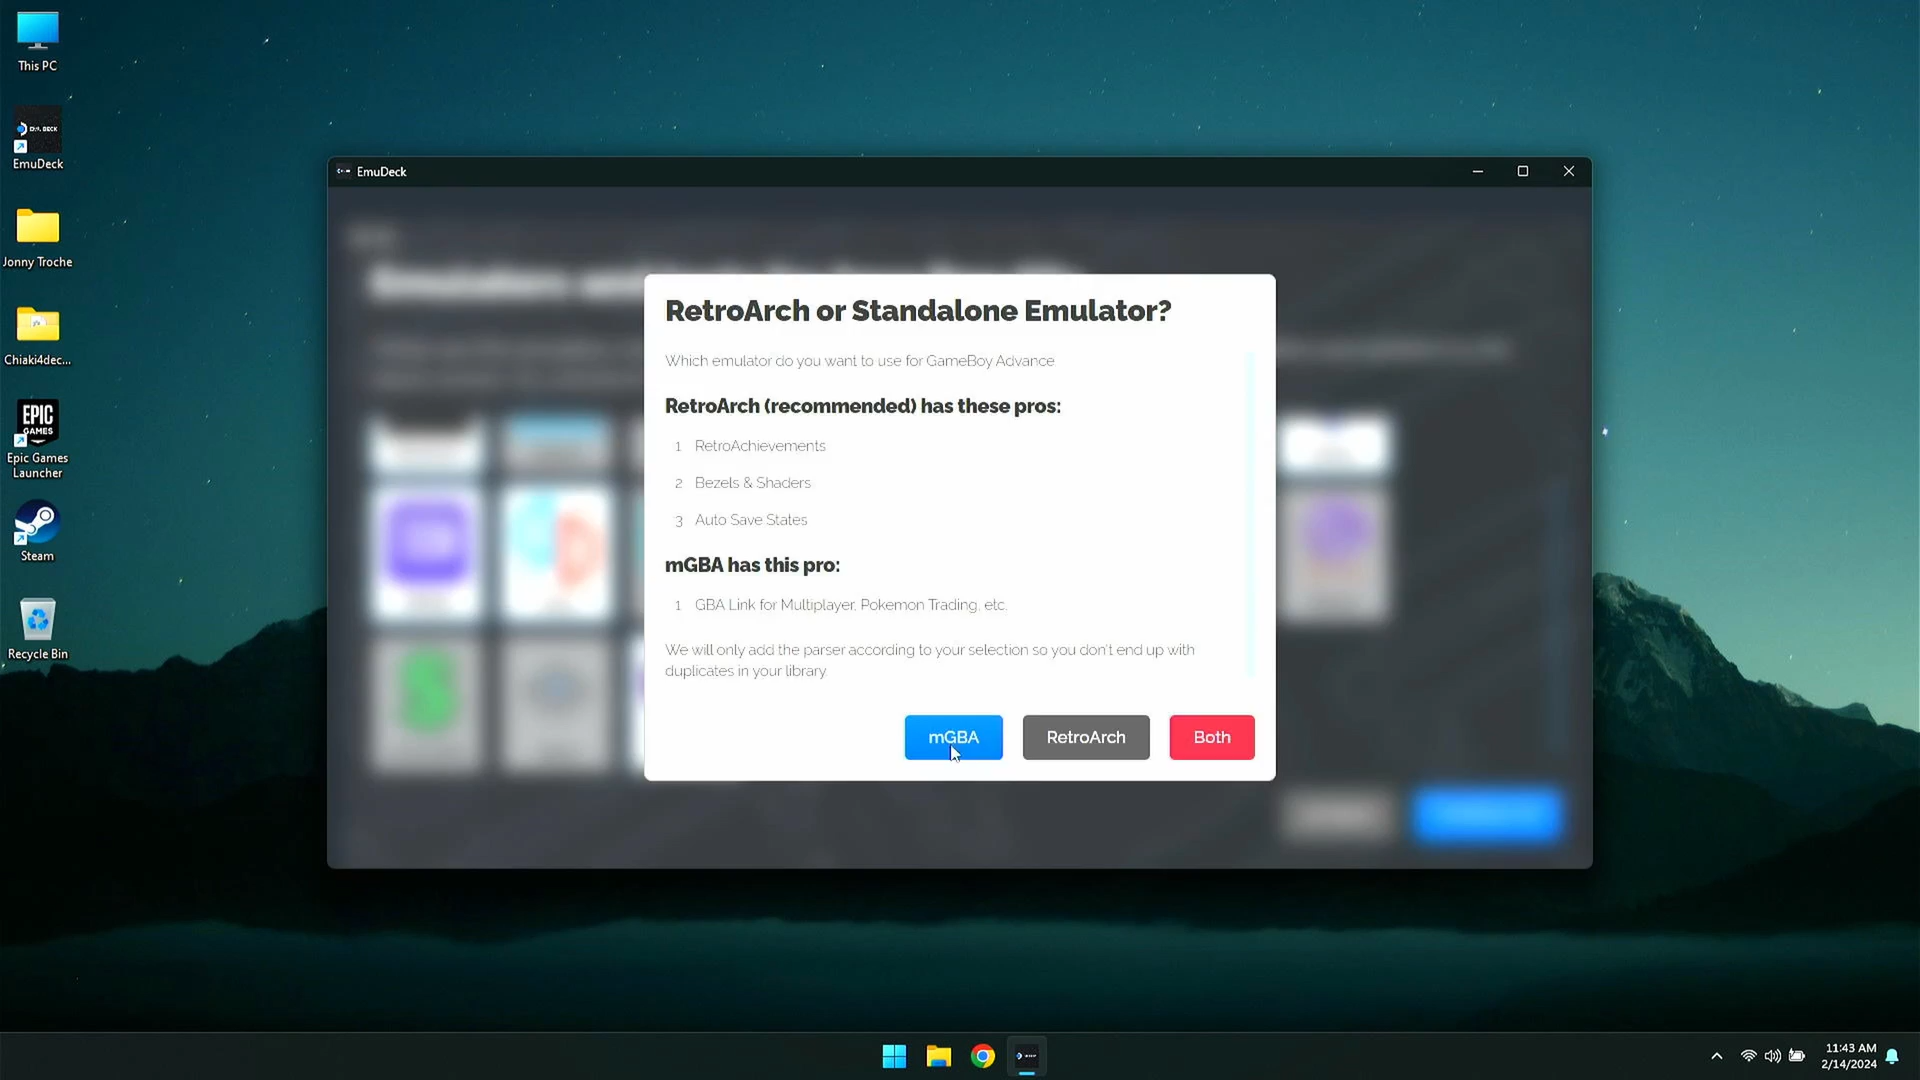 This PC
EmuDeck
Jonny Troche
Chiaki4dec...
EPIC
GAMES
Epic Games
Launcher
Steam
Recycle Bin
EmuDeck
RetroArch or Standalone Emulator?
Which emulator do you want to use for GameBoy Advance
RetroArch (recommended) has these pros:
1 RetroAchievements
2 Bezels & Shaders
3 Auto Save States
mGBA has this pro:
1 GBA Link for Multiplayer, Pokemon Trading, etc.
We will only add the parser according to your selection so you don't end up with
duplicates in your library
mGBA
RetroArch
Both
11:43 AM
2/14/2024